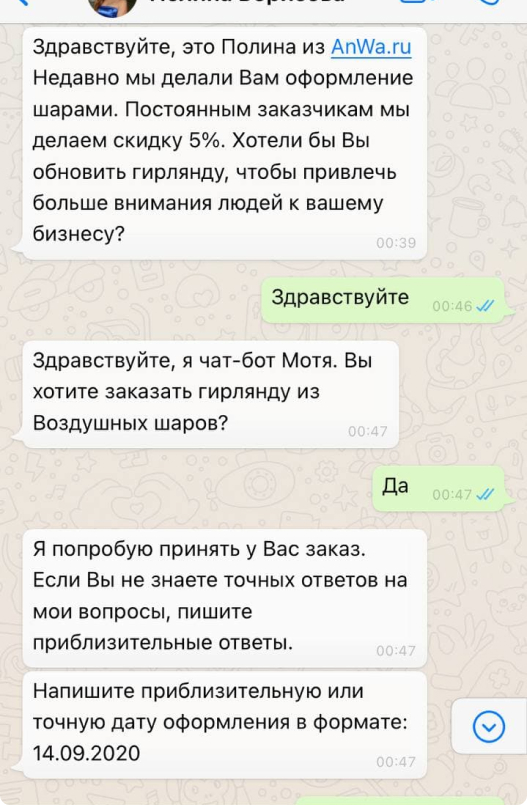 Здравствуйте, это Полина из AnWa.ru
Недавно мы делали Вам оформление
шарами. Постоянным заказчикам мы
делаем скидку 5%. Хотели бы Вы
обновить гирлянду, чтобы привлечь
больше внимания людей к вашему
бизнесу?
00:39
Здравствуйте
00:46
Здравствуйте, я чат-бот Мотя. Вы
хотите заказать гирлянду из
Воздушных шаров?
00:47
Да
00:47
Я попробую принять у Вас заказ.
Если Вы не знаете точных ответов на
мои вопросы, пишите
приблизительные ответы.
00:47
Напишите приблизительную или
точную дату оформления в формате:
14.09.2020
00:47